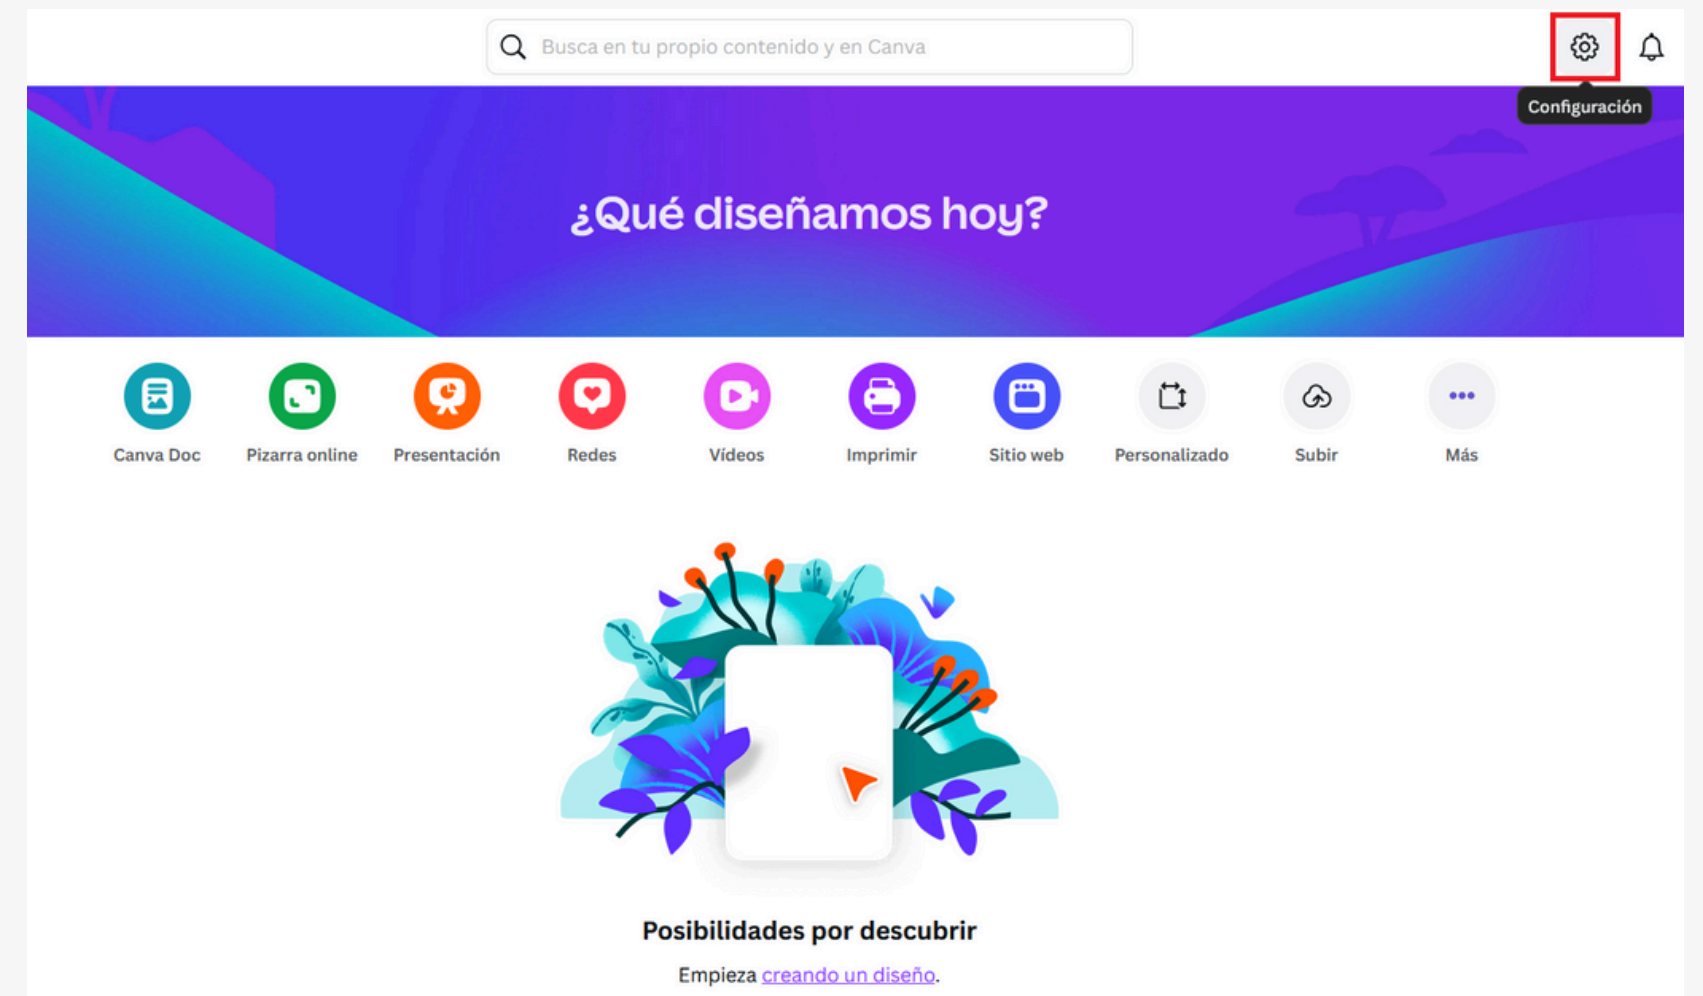 Busca en tu propio contenido y en Canva
Configuración
¿Qué diseñamos hoy?
Canva Doc
Pizarra online
Presentación
Redes
Vídeos
Imprimir
Sitio web
Personalizado
Subir
Más
Posibilidades por descubrir
Empieza creando un diseño.